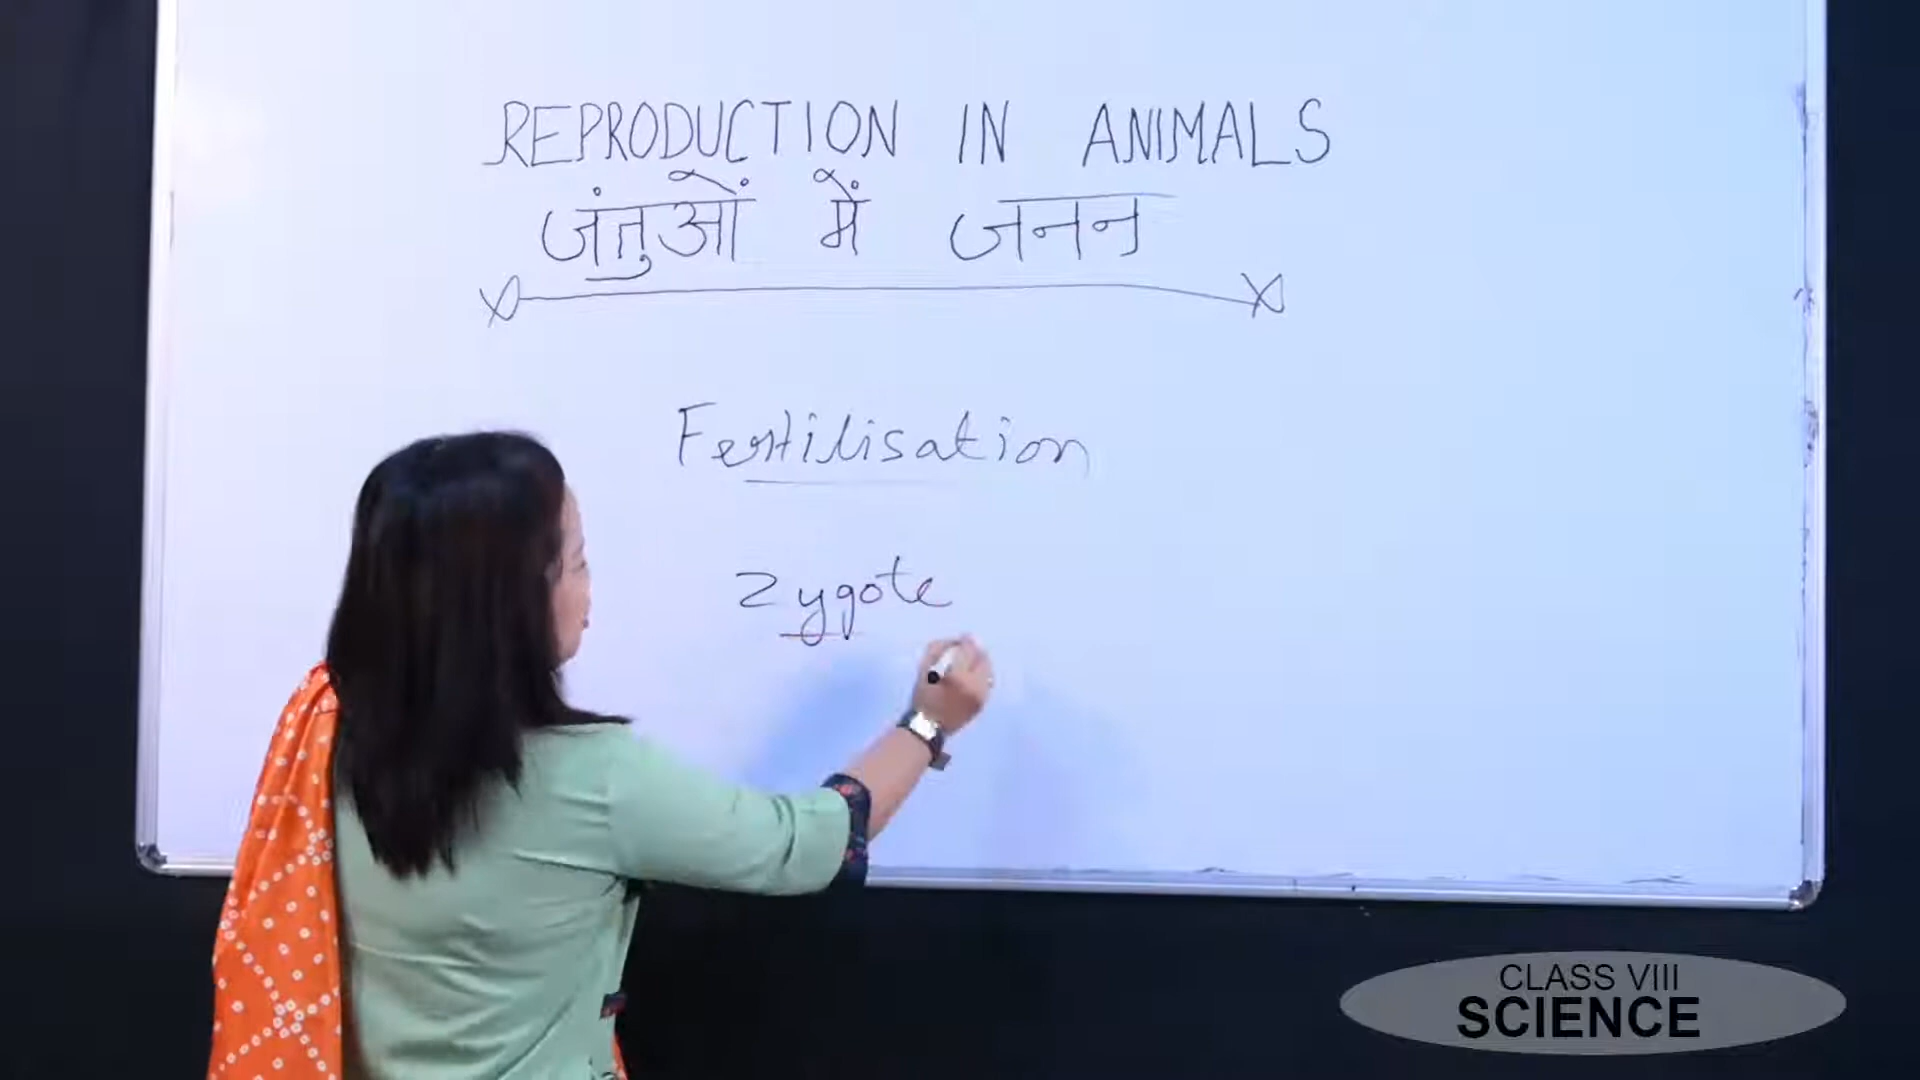 REPRODUCTION IN ANIMALS
जंतुओं में जनन
Fertilisation
Zygote
CLASS VIII
SCIENCE